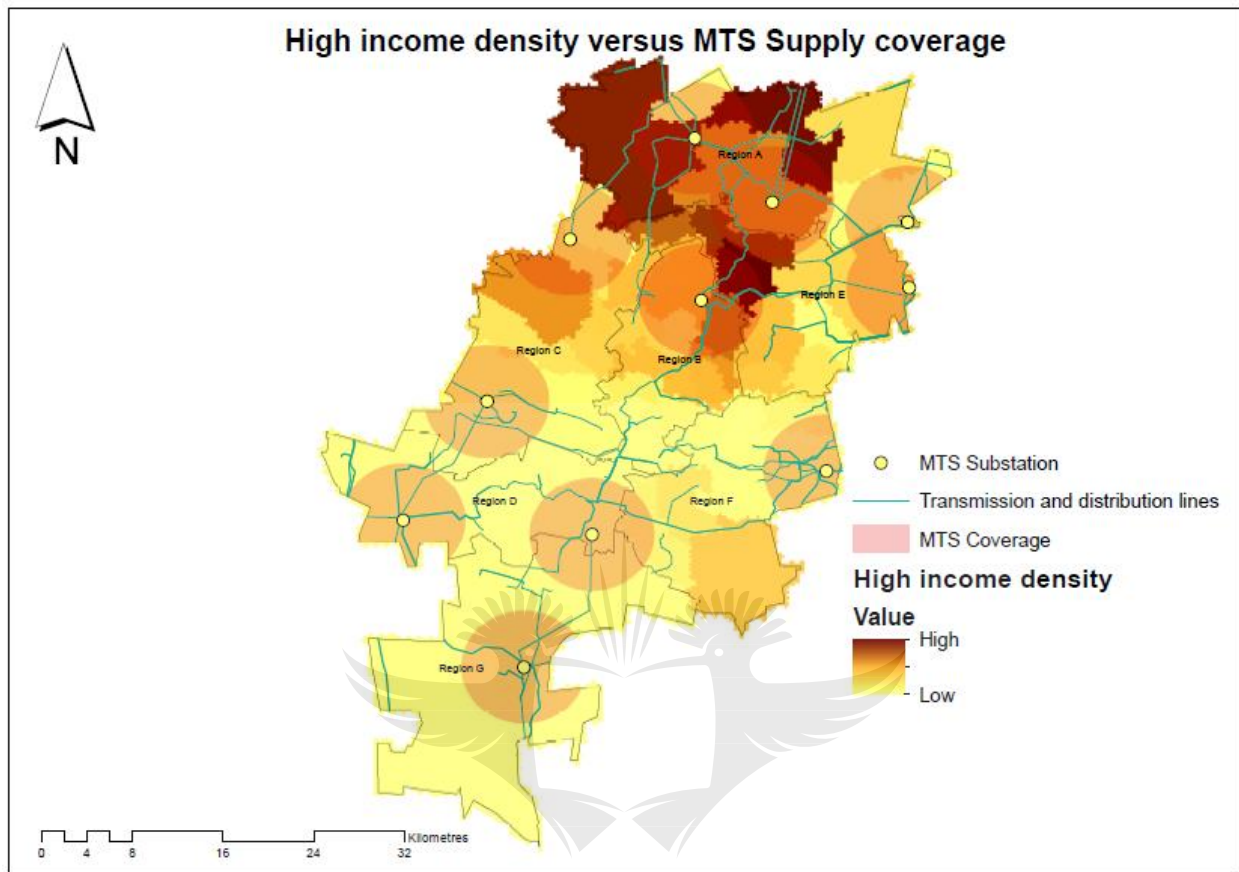 High income density versus MTS Supply coverage
N
Region A
Region E
Region C
Region B
Region D
Region F
Region G
MTS Substation
Transmission and distribution lines
MTS Coverage
High income density
Value
High
Low
Kilometres
0 4 8 16 24 32